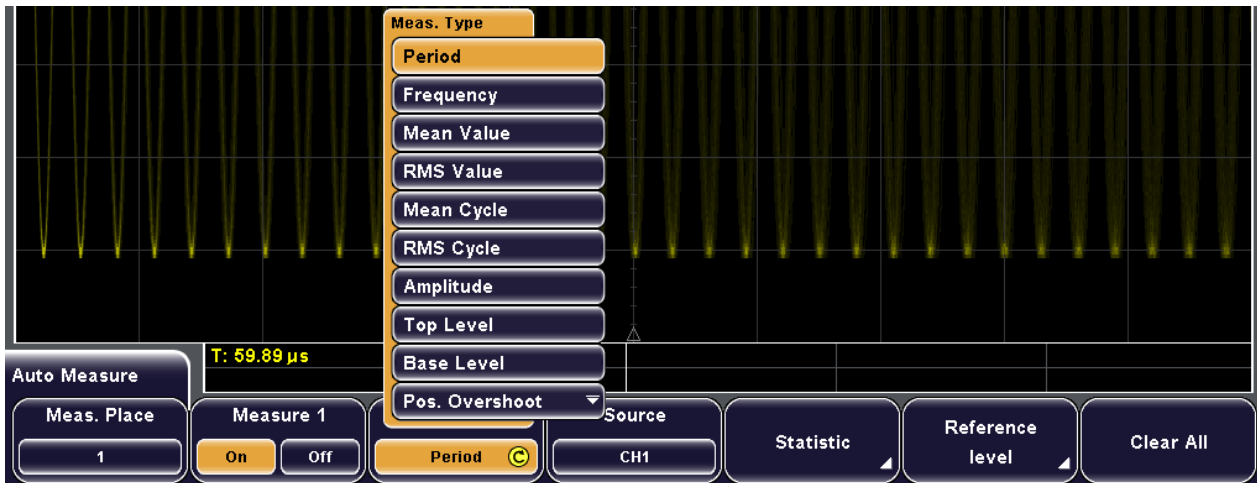 Meas. Type
Period
Frequency
Mean Value
RMS Value
Mean Cycle
RMS Cycle
Amplitude
Top Level
Base Level
Pos. Overshoot
T: 59.89 µs
Auto Measure
Meas. Place
1
Measure 1
On Off
Period C
Source
CH1
Statistic
Reference
level
Clear All